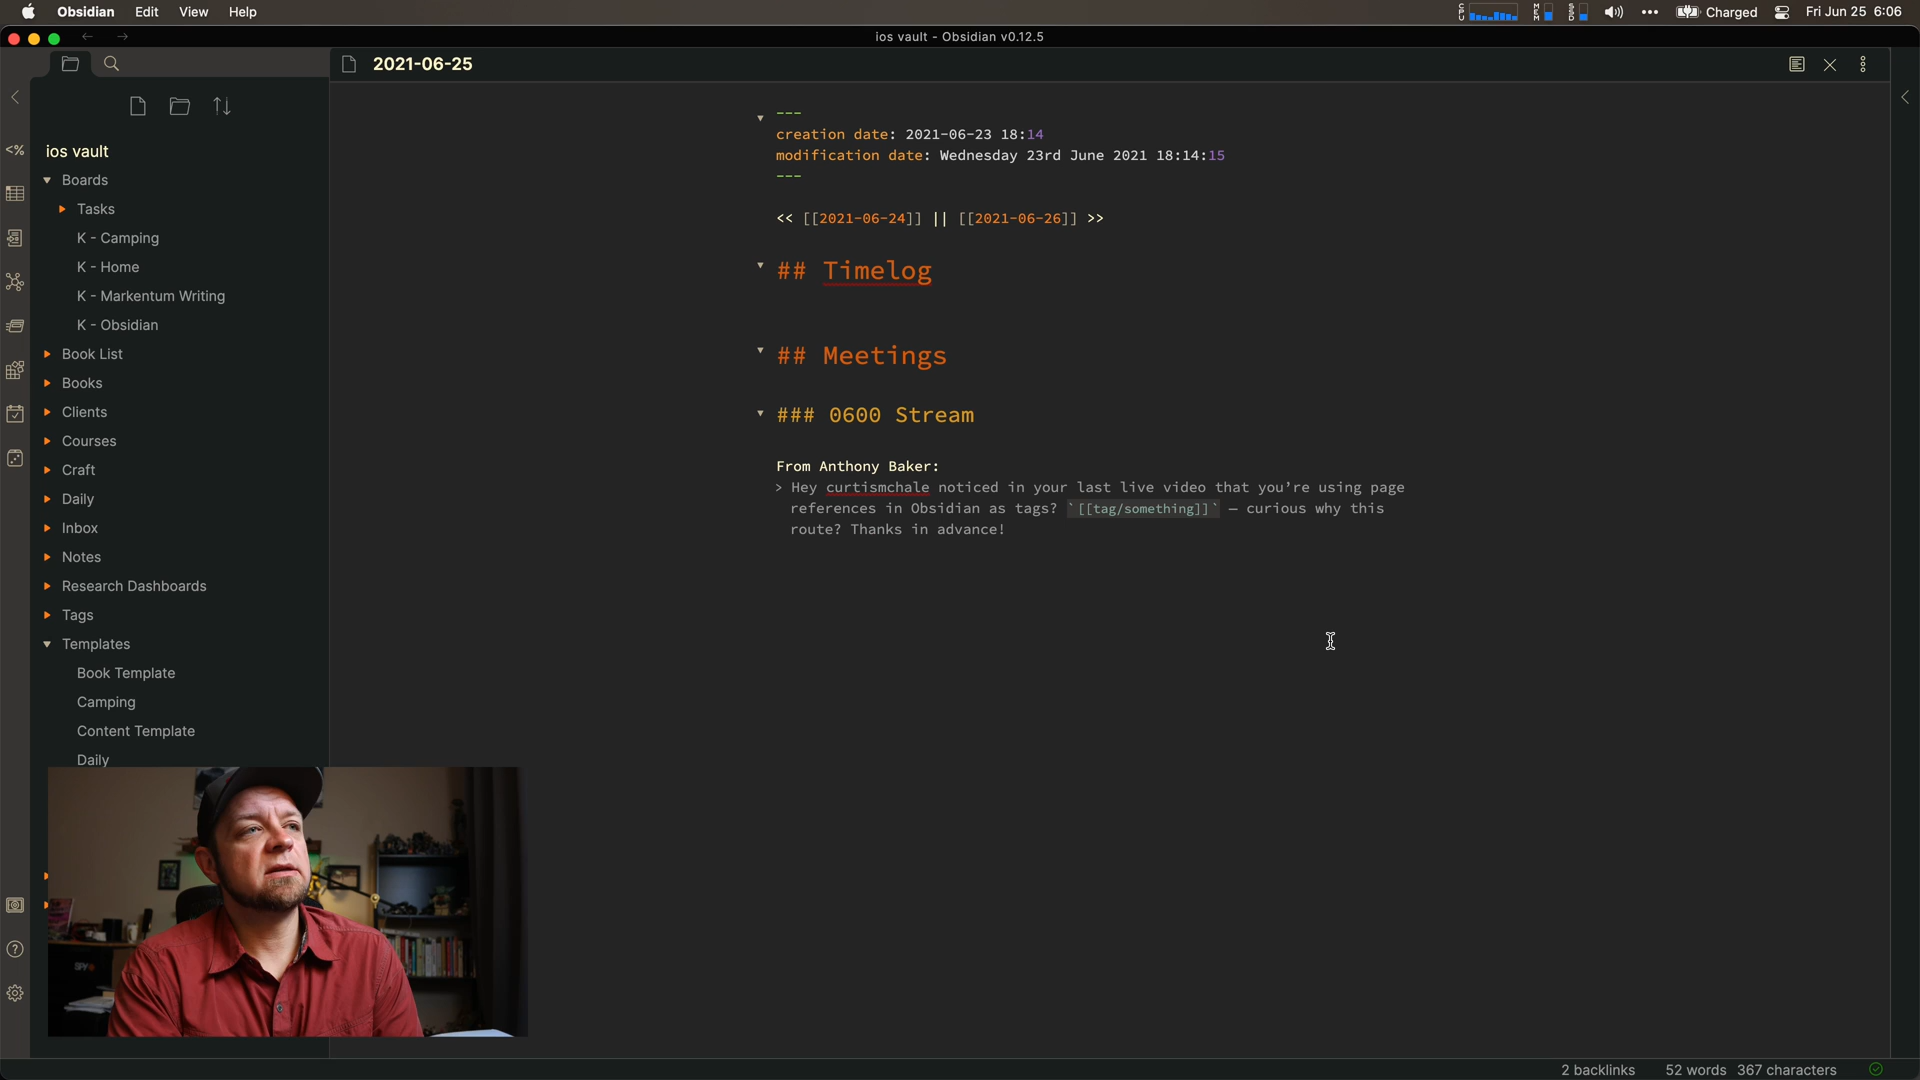 Obsidian Edit View Help
CPU MEM SSD Charged Fri Jun 25 6:06
ios vault - Obsidian v0.12.5
2021-06-25
ios vault
Boards
Tasks
K - Camping
K - Home
K - Markentum Writing
K - Obsidian
Book List
Books
Clients
Courses
Craft
Daily
Inbox
Notes
Research Dashboards
Tags
Templates
Book Template
Camping
Content Template
Daily
---
creation date: 2021-06-23 18:14
modification date: Wednesday 23rd June 2021 18:14:15
---
<< [[2021-06-24]] || [[2021-06-26]] >>
## Timelog
## Meetings
### 0600 Stream
From Anthony Baker:
> Hey curtismchale noticed in your last live video that you’re using page
references in Obsidian as tags? `[[tag/something]]` — curious why this
route? Thanks in advance!
2 backlinks 52 words 367 characters